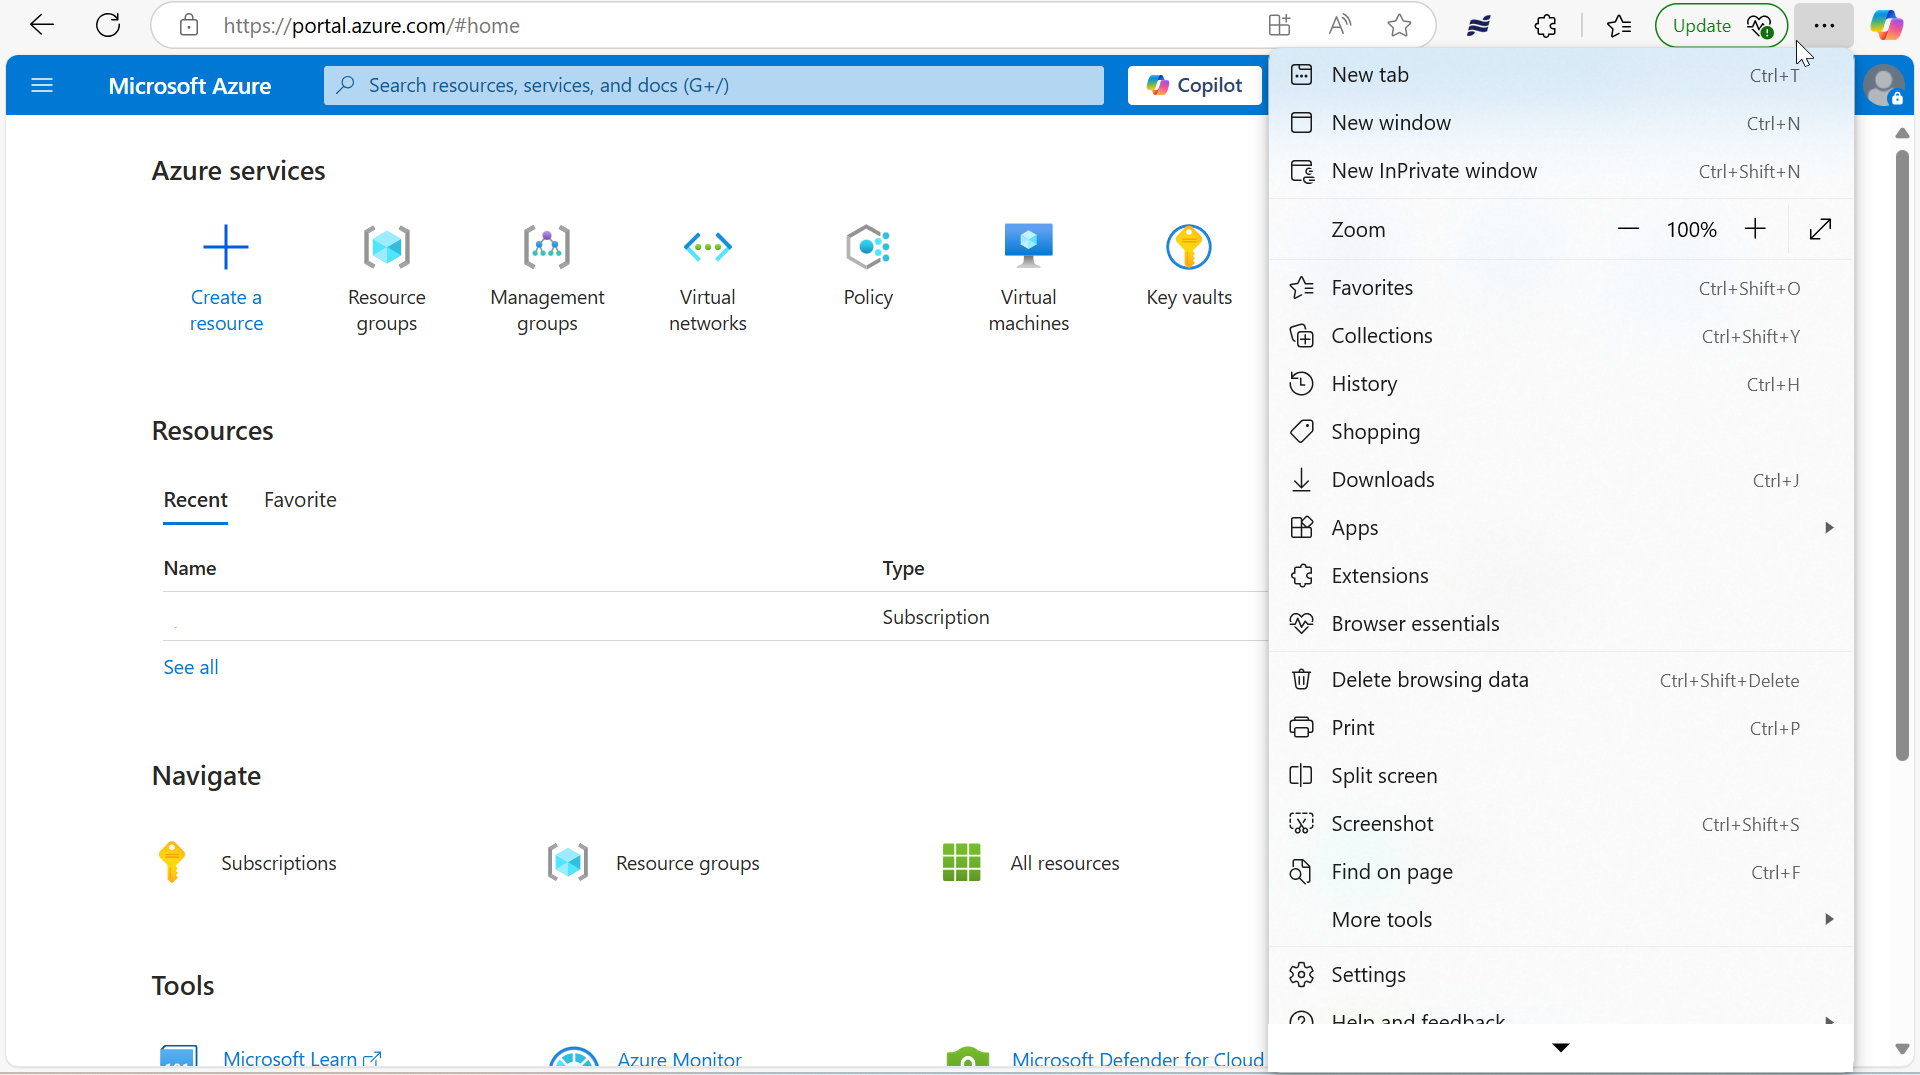 https://portal.azure.com/#home
Update
Microsoft Azure
Search resources, services, and docs (G+/)
Copilot
New tab Ctrl+T
New window Ctrl+N
New InPrivate window Ctrl+Shift+N
Zoom 100%
Favorites Ctrl+Shift+O
Collections Ctrl+Shift+Y
History Ctrl+H
Shopping
Downloads Ctrl+J
Apps
Extensions
Browser essentials
Delete browsing data Ctrl+Shift+Delete
Print Ctrl+P
Split screen
Screenshot Ctrl+Shift+S
Find on page Ctrl+F
More tools
Settings
Help and feedback
Azure services
Create a
resource
Resource
groups
Management
groups
Virtual
networks
Policy
Virtual
machines
Key vaults
Resources
Recent Favorite
Name Type
Subscription
See all
Navigate
Subscriptions Resource groups All resources
Tools
Microsoft Learn Azure Monitor Microsoft Defender for Cloud